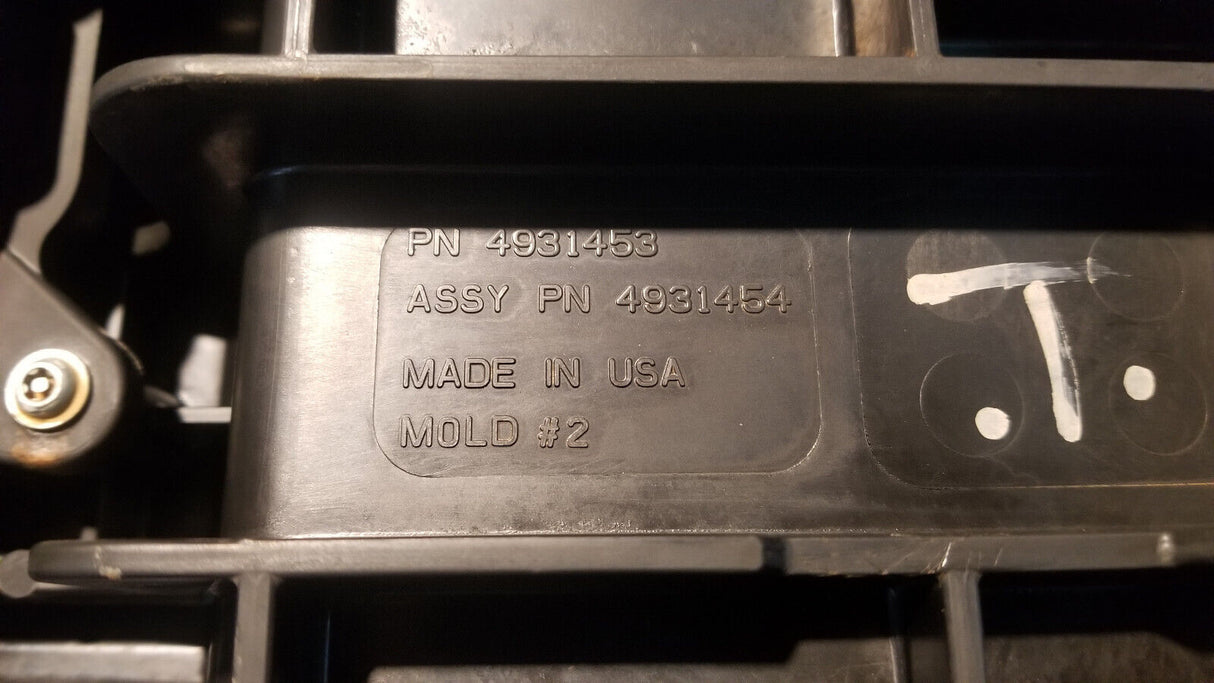 PN 4931453
ASSY PN 4931454
MADE IN USA
MOLD #2
T